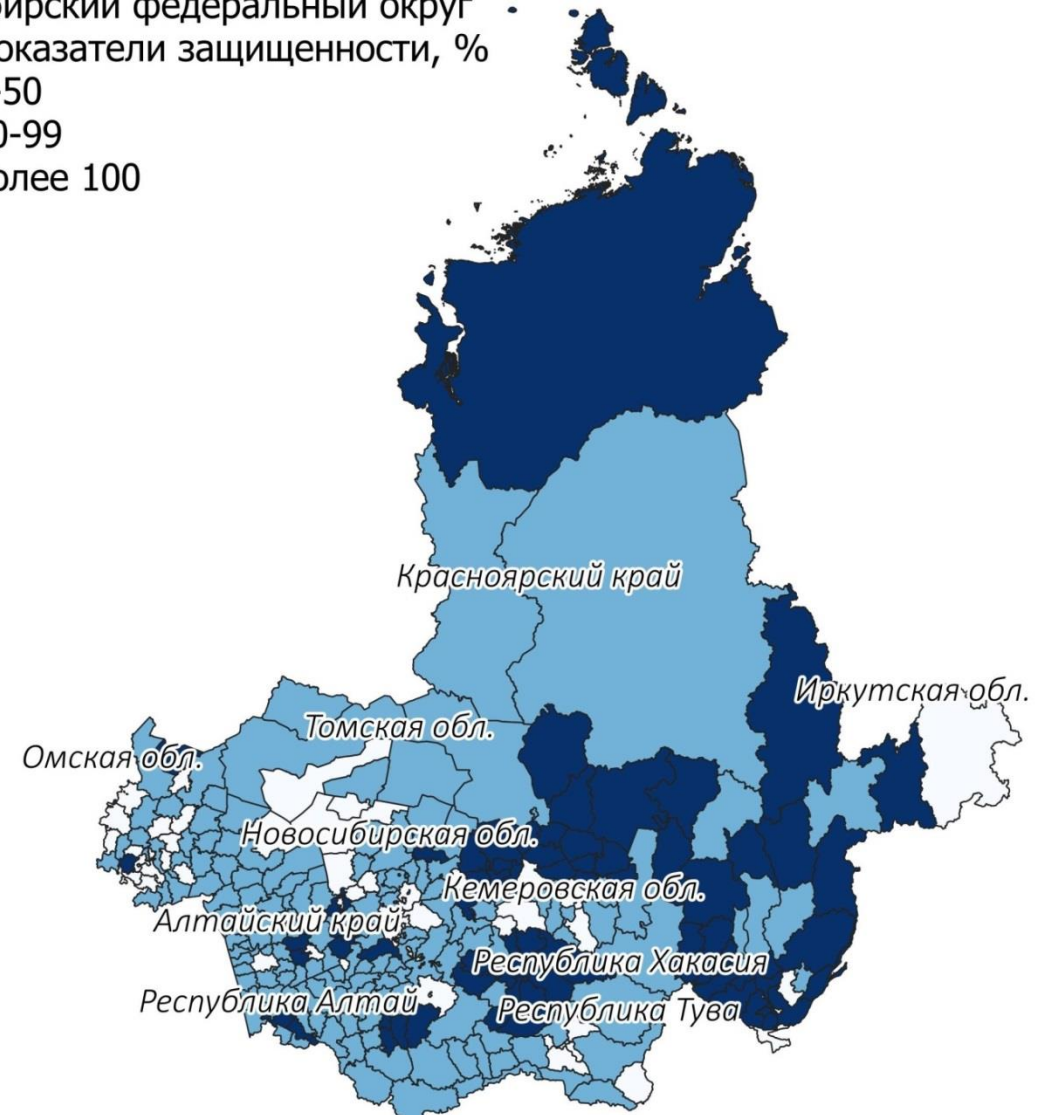 бирский федеральный округ
оказатели защищенности, %
-50
0-99
олее 100
Красноярский край
Иркутская обл.
Томская обл.
Омская обл.
Новосибирская обл.
Кемеровская обл.
Алтайский край
Республика Хакасия
Республика Алтай
Республика Тува